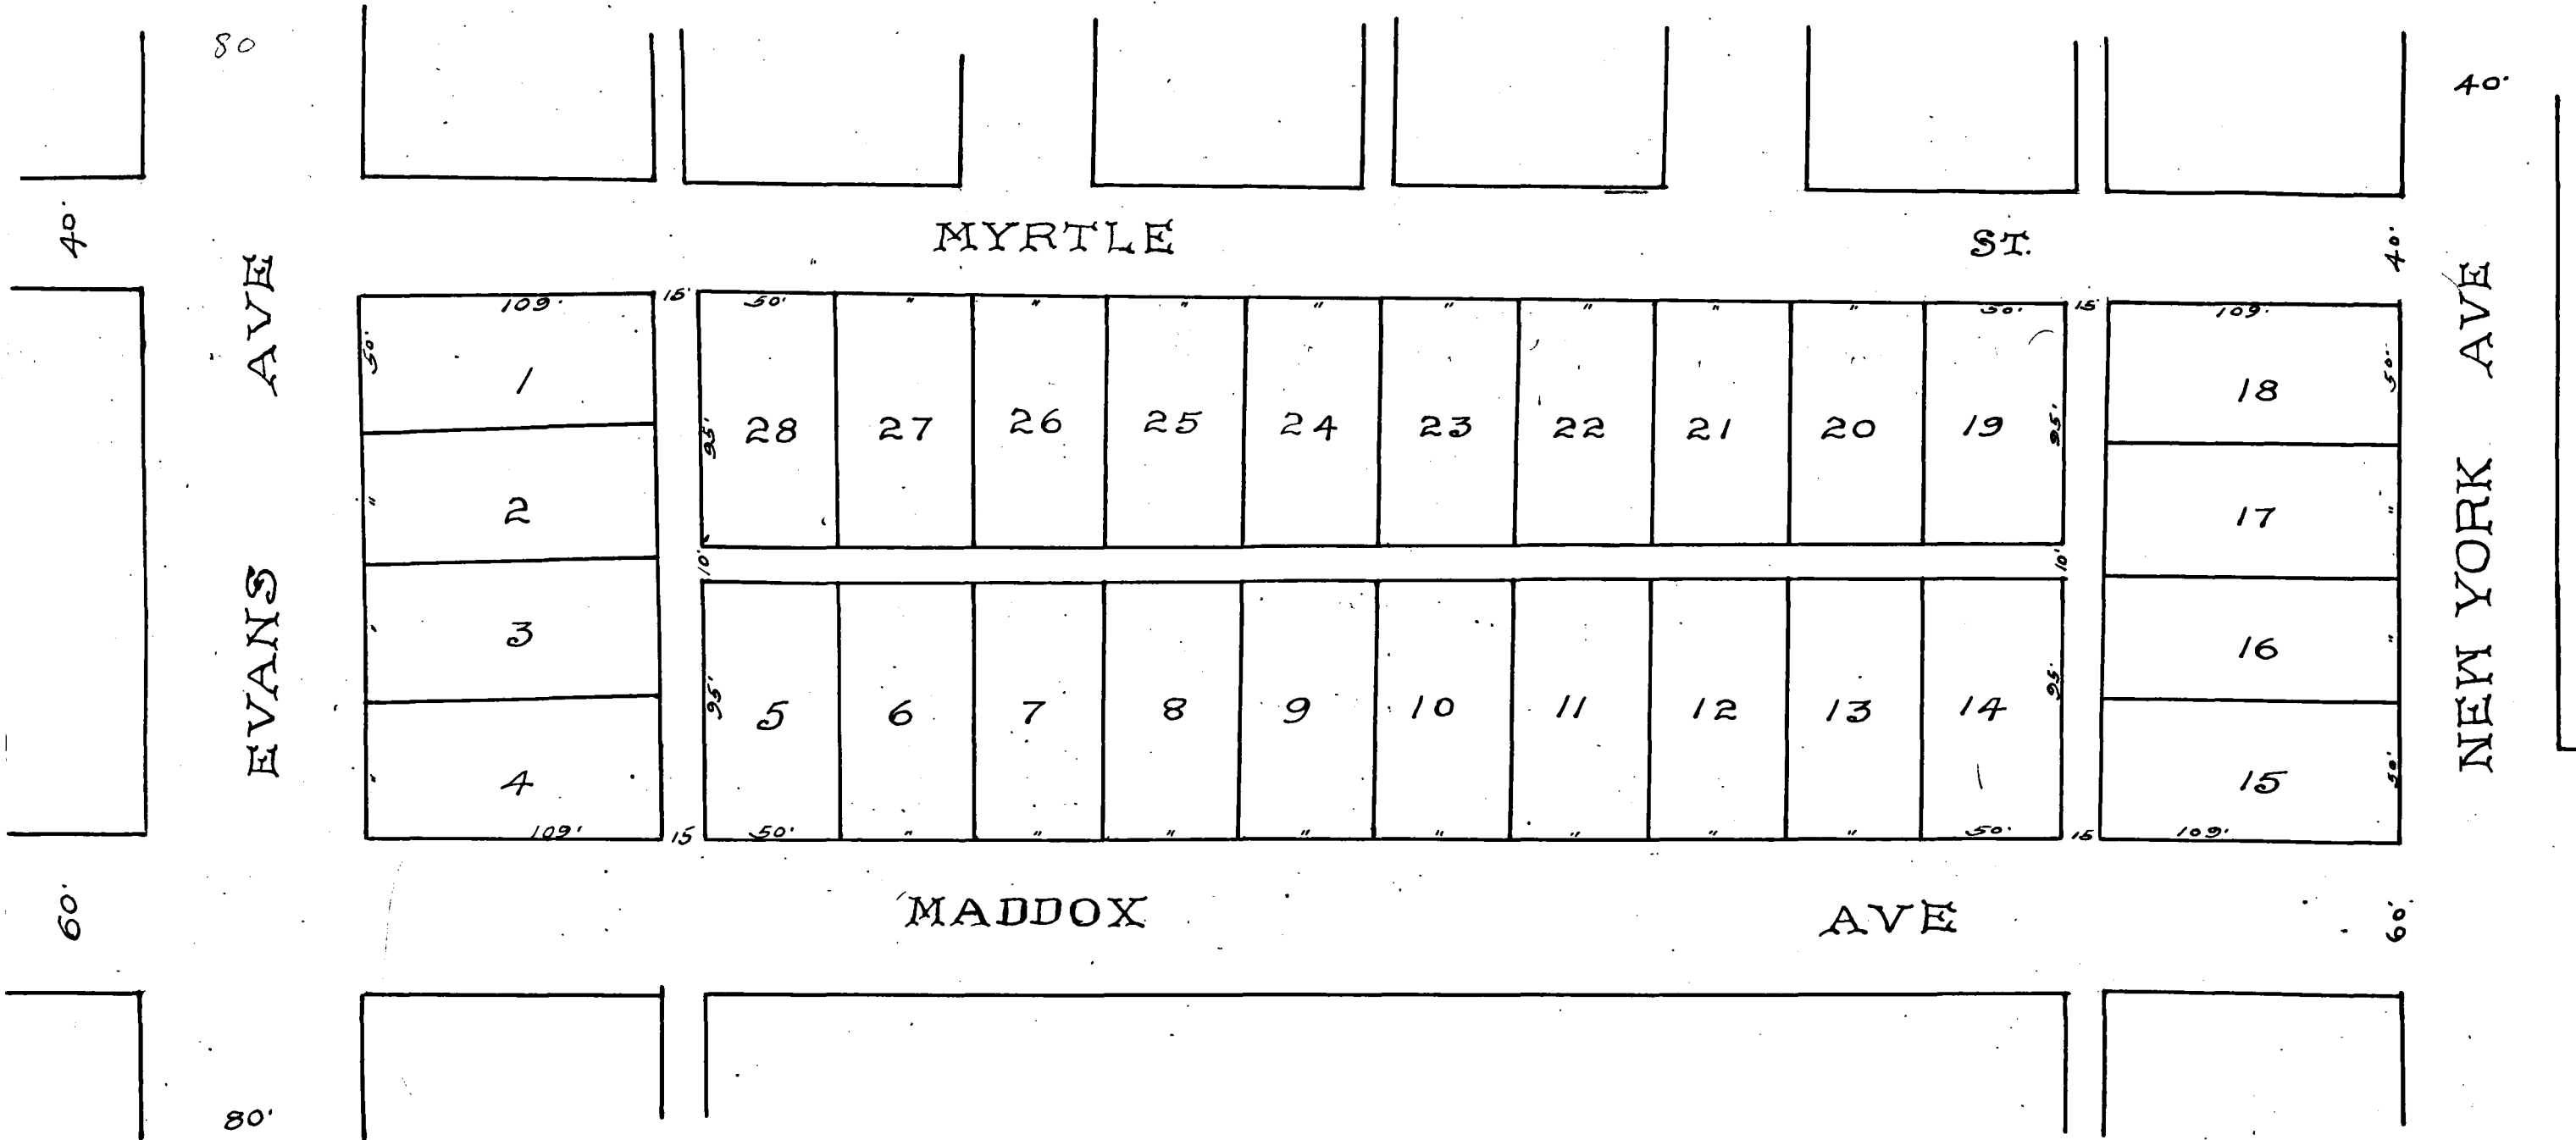 80
40'
40'
MYRTLE ST.
40'
EVANS AVE
NEW YORK AVE
109' 15' 50' " " " " " " " " 50' 15' 109'
50' 50'
1 18
95' 28 27 26 25 24 23 22 21 20 19 95'
" 2 17 "
10' 10'
" 3 16 "
95' 5 6 7 8 9 10 11 12 13 14 95'
" 4 15 50'
109' 15 50' " " " " " " " " 50' 15 109'
60'
MADDOX AVE
60'
80'